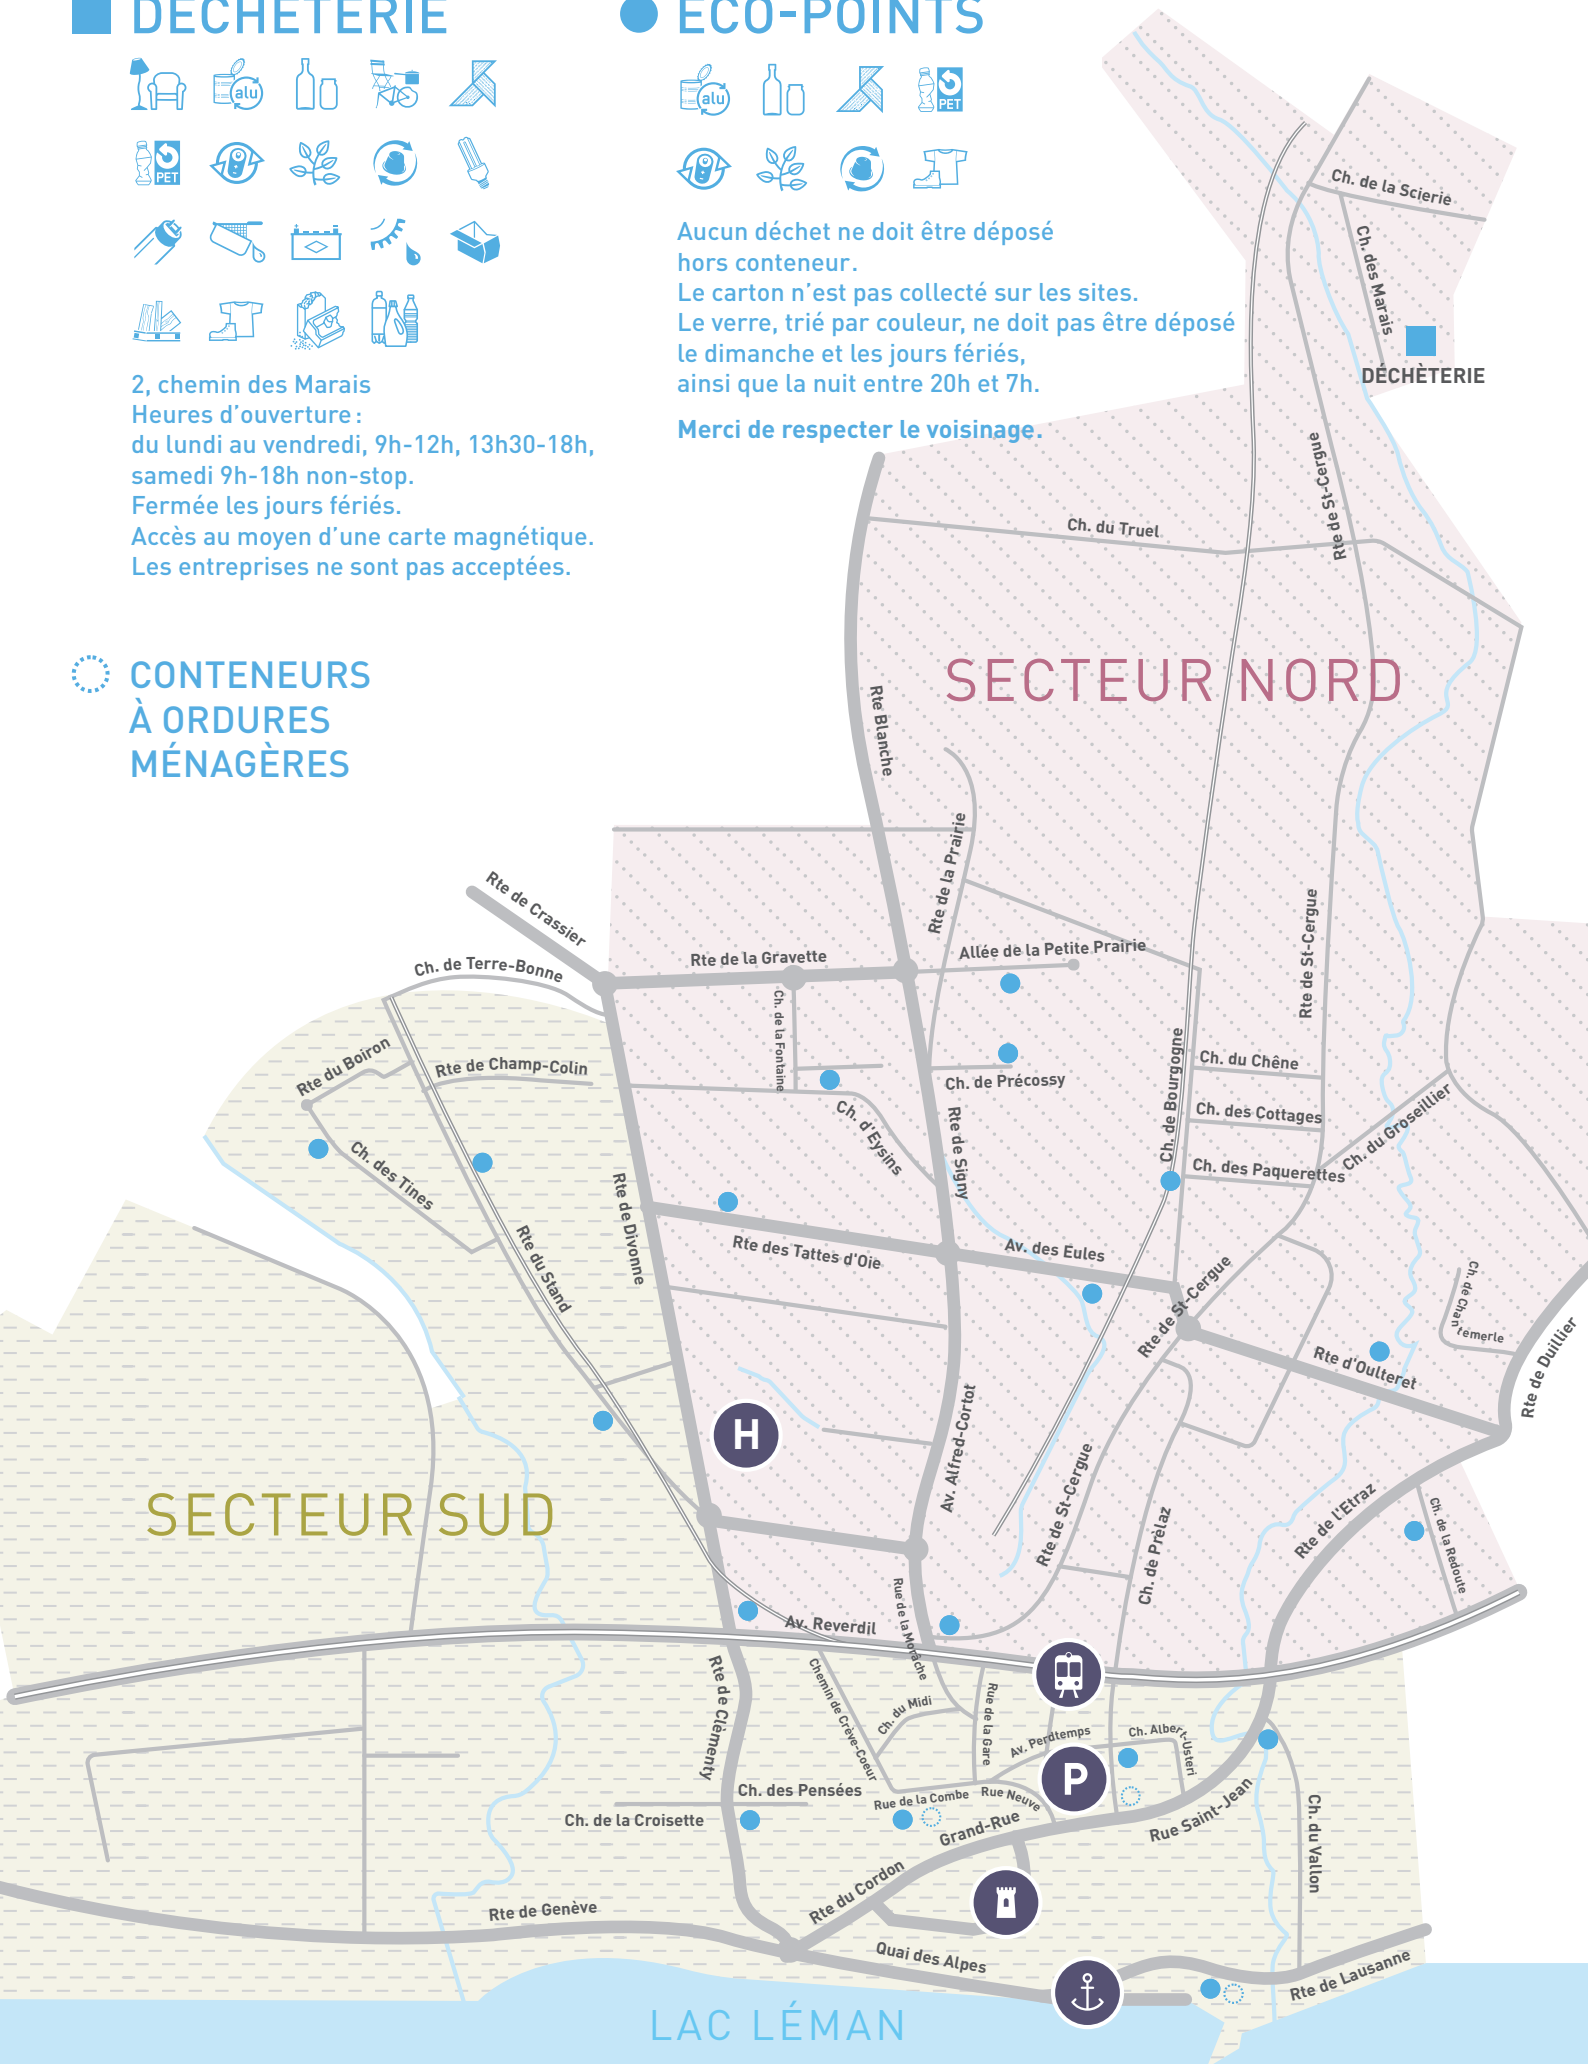 DÉCHÈTERIE
alu
PET
2, chemin des Marais
Heures d’ouverture :
du lundi au vendredi, 9h-12h, 13h30-18h,
samedi 9h-18h non-stop.
Fermée les jours fériés.
Accès au moyen d’une carte magnétique.
Les entreprises ne sont pas acceptées.
ÉCO-POINTS
alu
PET
Aucun déchet ne doit être déposé
hors conteneur.
Le carton n’est pas collecté sur les sites.
Le verre, trié par couleur, ne doit pas être déposé
le dimanche et les jours fériés,
ainsi que la nuit entre 20h et 7h.
Merci de respecter le voisinage.
CONTENEURS
À ORDURES
MÉNAGÈRES
Ch. de la Scierie
Ch. des Marais
DÉCHÈTERIE
Rte de St-Cergue
Ch. du Truel
SECTEUR NORD
Rte Blanche
Rte de la Prairie
Rte de Crassier
Rte de St-Cergue
Allée de la Petite Prairie
Rte de la Gravette
Ch. de Terre-Bonne
Ch. de la Fontaine
Rte du Boiron
Rte de Champ-Colin
Ch. de Bourgogne
Ch. du Chêne
Ch. de Précossy
Ch. des Cottages
Ch. du Groseillier
Ch. d'Eysins
Rte de Signy
Ch. des Tines
Ch. des Paquerettes
Rte de Divonne
Rte du Stand
Rte des Tattes d'Oie
Av. des Eules
Rte de St-Cergue
Ch. de Chantemerle
Rte de Duillier
Rte d'Oulteret
H
Av. Alfred-Cortot
Rte de St-Cergue
SECTEUR SUD
Ch. de Prélaz
Rte de l'Etraz
Ch. de la Redoute
Rue de la Morâche
Av. Reverdil
Rte de Clémenty
Chemin de Crève-Coeur
Ch. du Midi
Rue de la Gare
Av. Perdtemps
Ch. Albert-Usteri
P
Ch. des Pensées
Rue de la Combe
Rue Neuve
Ch. de la Croisette
Grand-Rue
Rue Saint-Jean
Ch. du Vallon
Rte du Cordon
Rte de Genève
Quai des Alpes
Rte de Lausanne
LAC LÉMAN